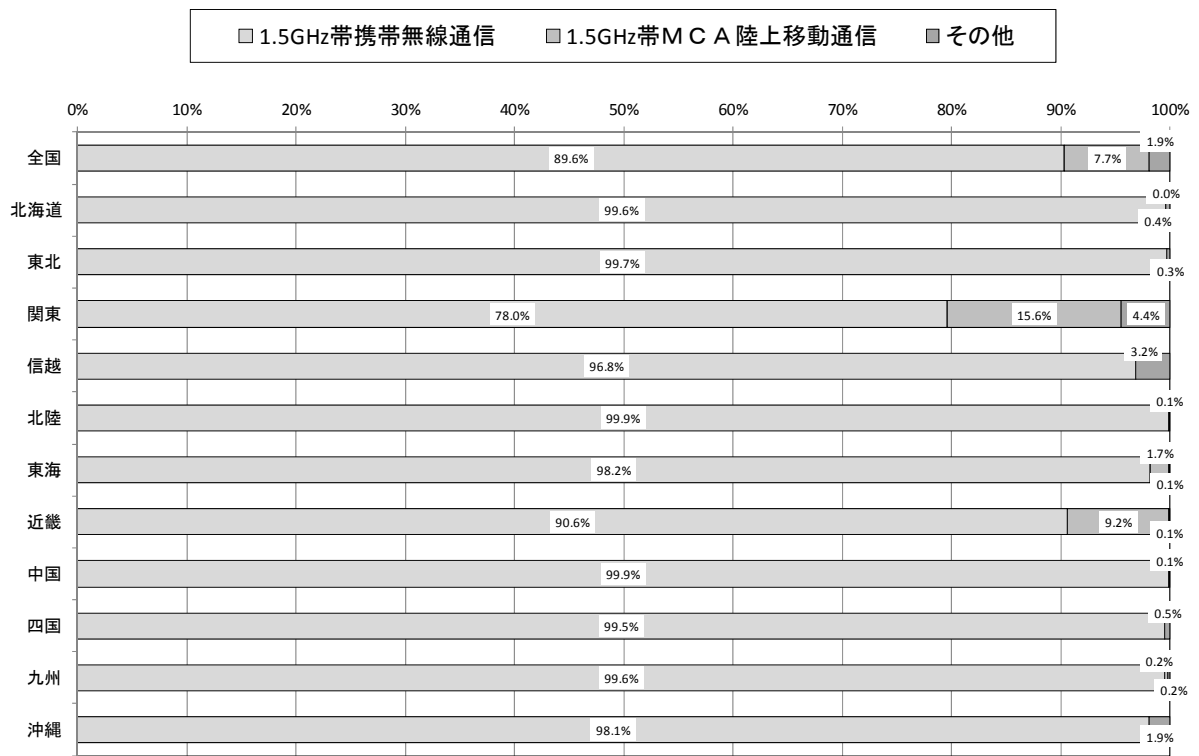 1.5GHz帯携帯無線通信 1.5GHz帯MCA陸上移動通信 その他
0% 10% 20% 30% 40% 50% 60% 70% 80% 90% 100%
1.9%
全国 89.6% 7.7%
0.0%
北海道 99.6%
0.4%
東北 99.7%
0.3%
関東 78.0% 15.6% 4.4%
3.2%
信越 96.8%
0.1%
北陸 99.9%
1.7%
東海 98.2%
0.1%
近畿 90.6% 9.2%
0.1%
0.1%
中国 99.9%
0.5%
四国 99.5%
0.2%
九州 99.6%
0.2%
沖縄 98.1%
1.9%